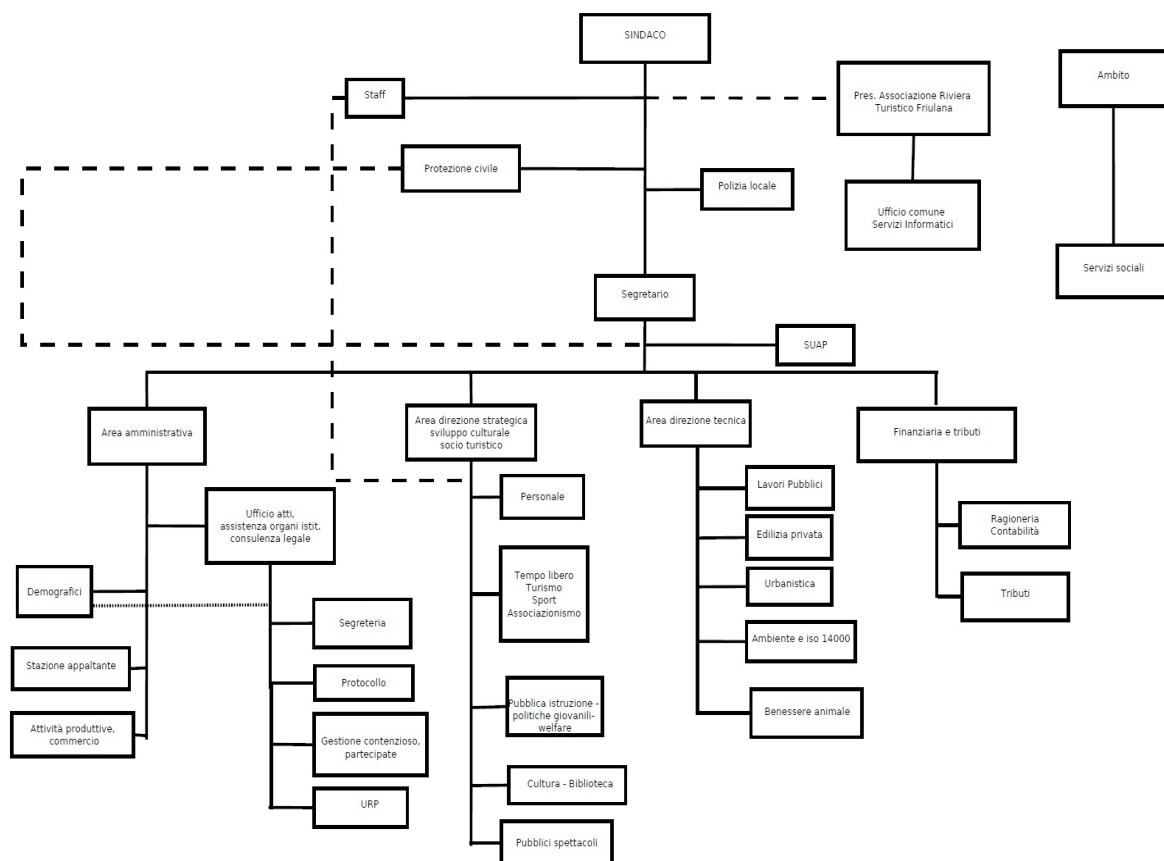 SINDACO
Staff
Pres. Associazione Riviera
Turistico Friulana
Ambito
Protezione civile
Polizia locale
Ufficio comune
Servizi Informatici
Servizi sociali
Segretario
SUAP
Area amministrativa
Area direzione strategica
sviluppo culturale
socio turistico
Area direzione tecnica
Finanziaria e tributi
Ufficio atti,
assistenza organi istit.
consulenza legale
Demografici
Segreteria
Stazione appaltante
Protocollo
Attività produttive,
commercio
Gestione contenzioso,
partecipate
URP
Personale
Tempo libero
Turismo
Sport
Associazionismo
Pubblica istruzione -
politiche giovanili-
welfare
Cultura - Biblioteca
Pubblici spettacoli
Lavori Pubblici
Edilizia privata
Urbanistica
Ambiente e iso 14000
Benessere animale
Ragioneria
Contabilità
Tributi